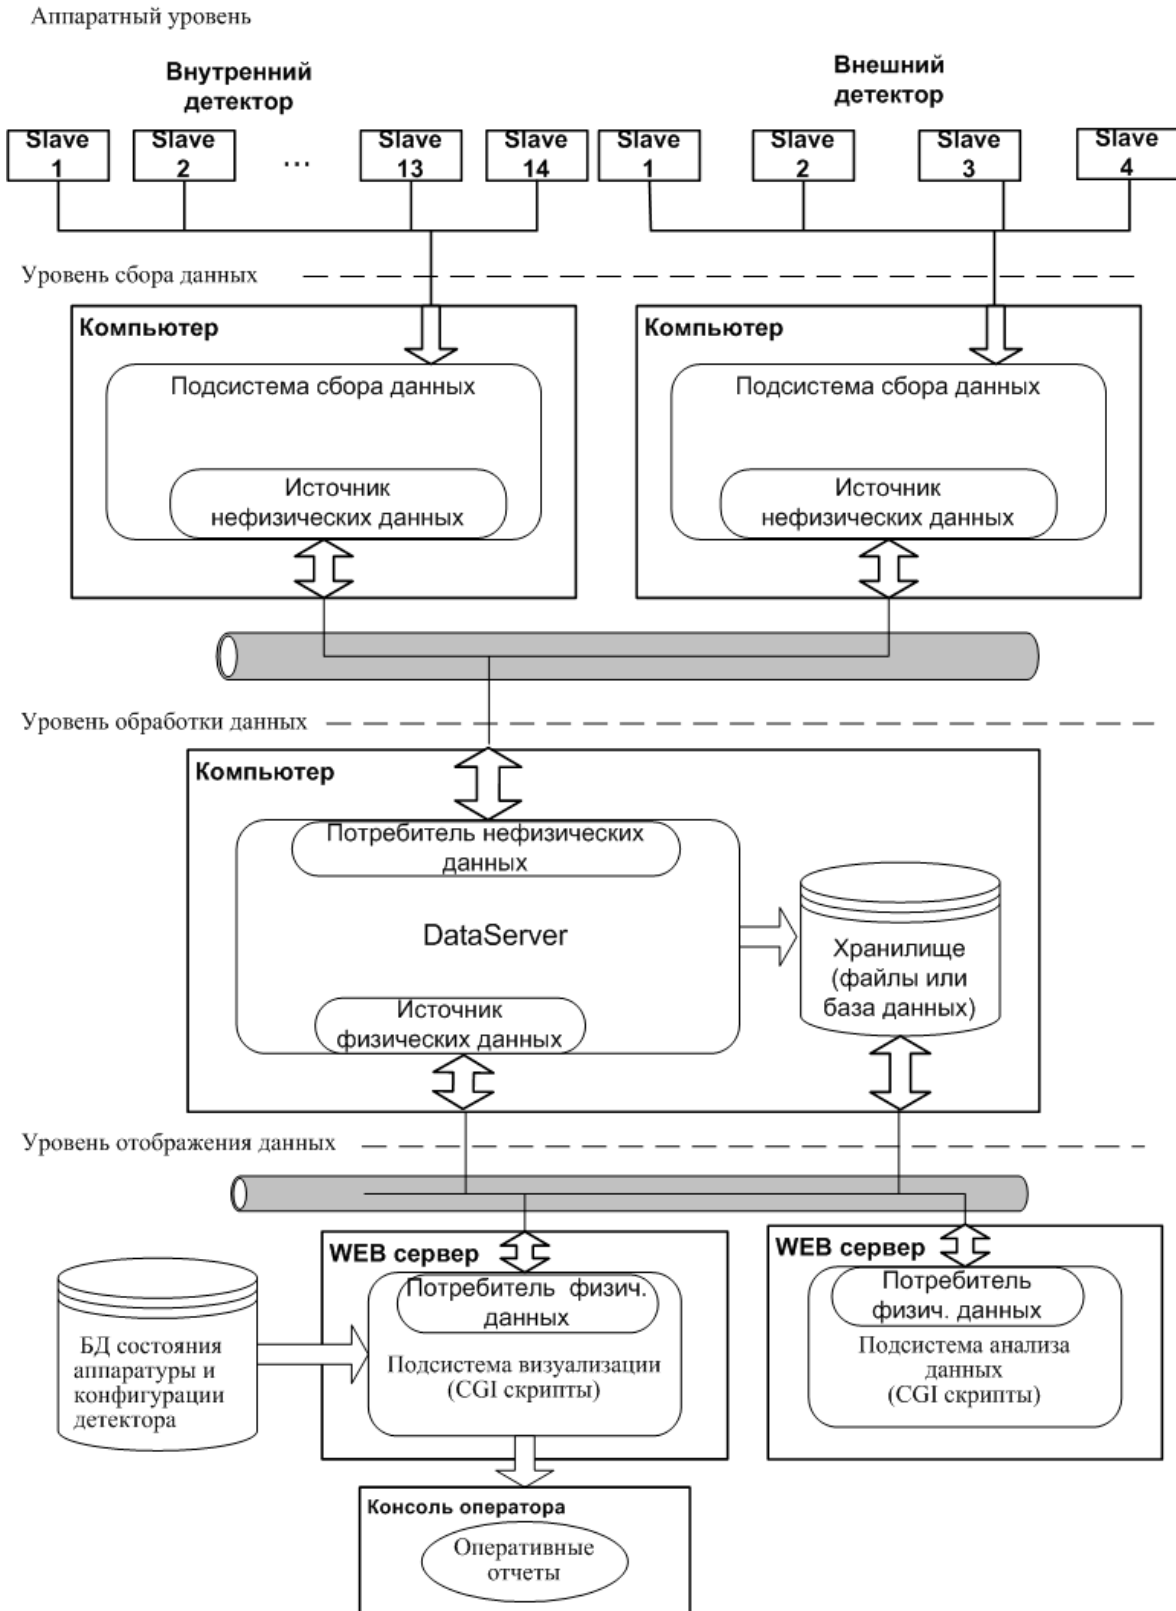 Аппаратный уровень
Внутренний
детектор
Внешний
детектор
Slave
1
Slave
2
...
Slave
13
Slave
14
Slave
1
Slave
2
Slave
3
Slave
4
Уровень сбора данных
Компьютер
Подсистема сбора данных
Источник
нефизических данных
Компьютер
Подсистема сбора данных
Источник
нефизических данных
Уровень обработки данных
Компьютер
Потребитель нефизических
данных
DataServer
Источник
физических данных
Хранилище
(файлы или
база данных)
Уровень отображения данных
WEB сервер
Потребитель физич.
данных
Подсистема визуализации
(CGI скрипты)
WEB сервер
Потребитель
физич. данных
Подсистема анализа
данных
(CGI скрипты)
БД состояния
аппаратуры и
конфигурации
детектора
Консоль оператора
Оперативные
отчеты